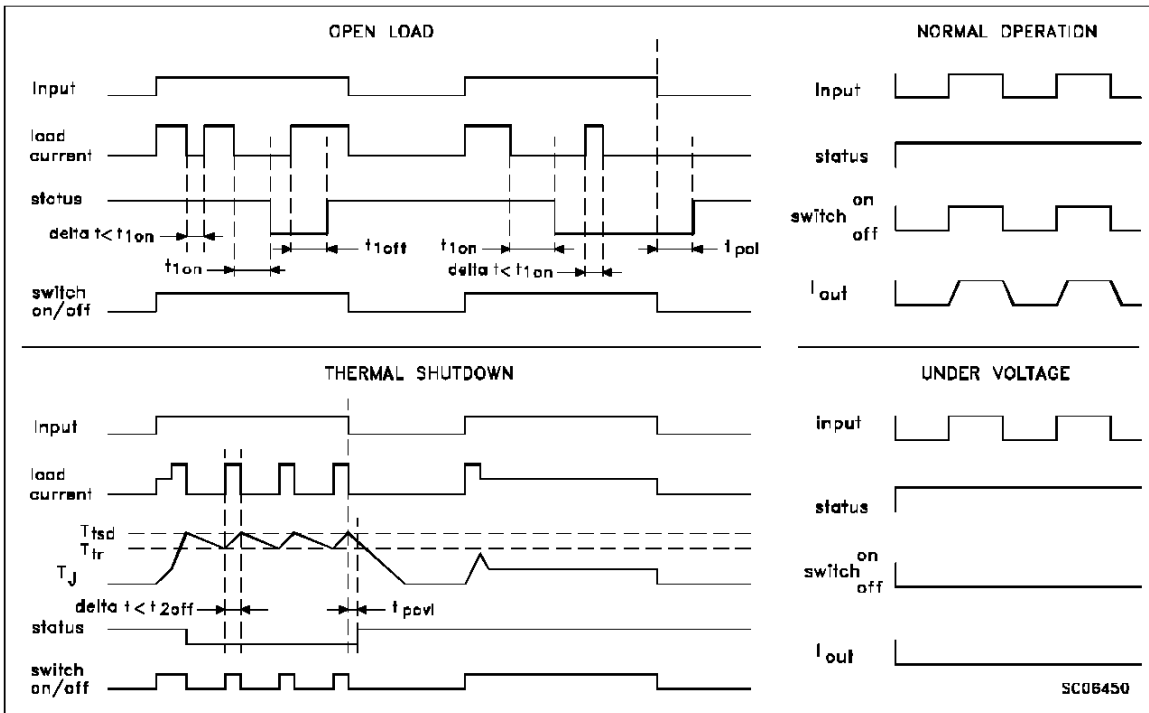 OPEN LOAD
Input
load
current
status
delta t< t1on
t1on
t1off
t1on
delta t< t1on
tpol
switch
on/off
NORMAL OPERATION
Input
status
switch on
off
Iout
THERMAL SHUTDOWN
Input
load
current
Ttsd
Ttr
TJ
delta t< t2off
tpovl
status
switch
on/off
UNDER VOLTAGE
input
status
switch on
off
Iout
SC06450